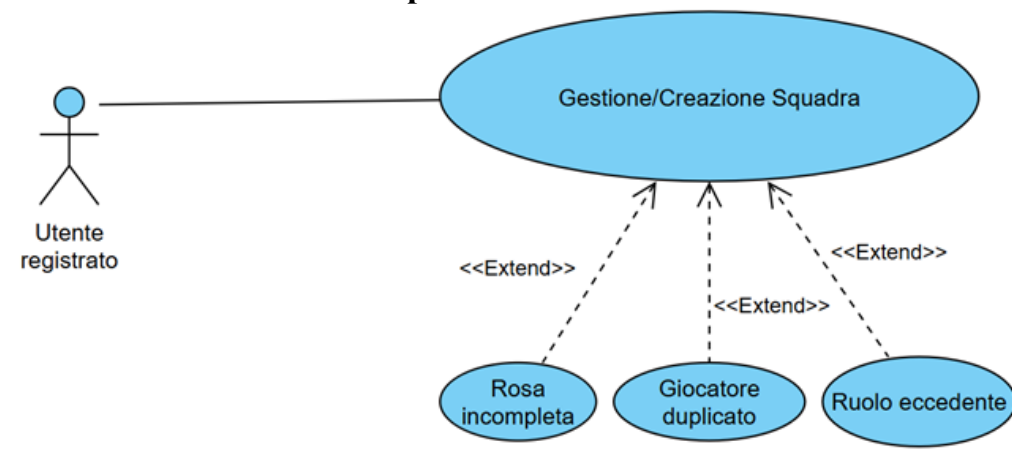 Gestione/Creazione Squadra
Utente
registrato
<<Extend>>
<<Extend>>
<<Extend>>
Rosa
incompleta
Giocatore
duplicato
Ruolo eccedente